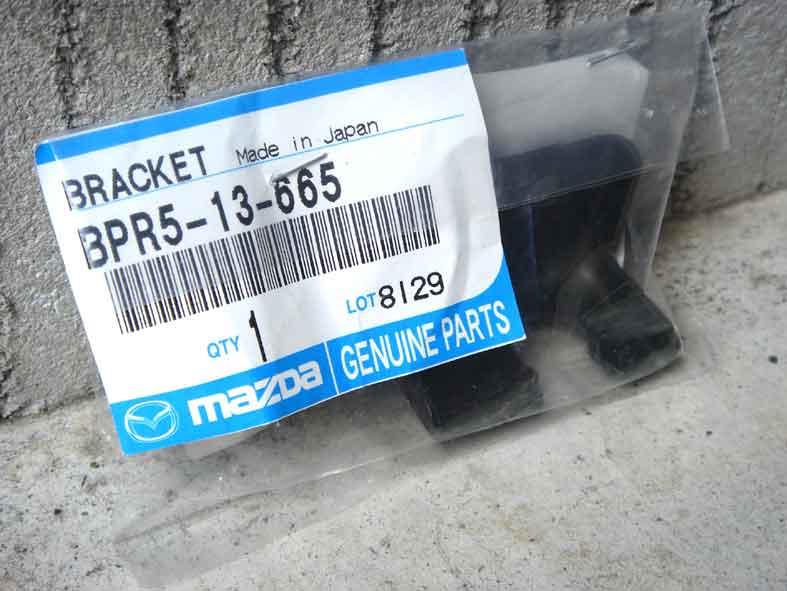 BRACKET Made in Japan
BPR5-13-665
QTY 1 LOT 8129
mazda GENUINE PARTS